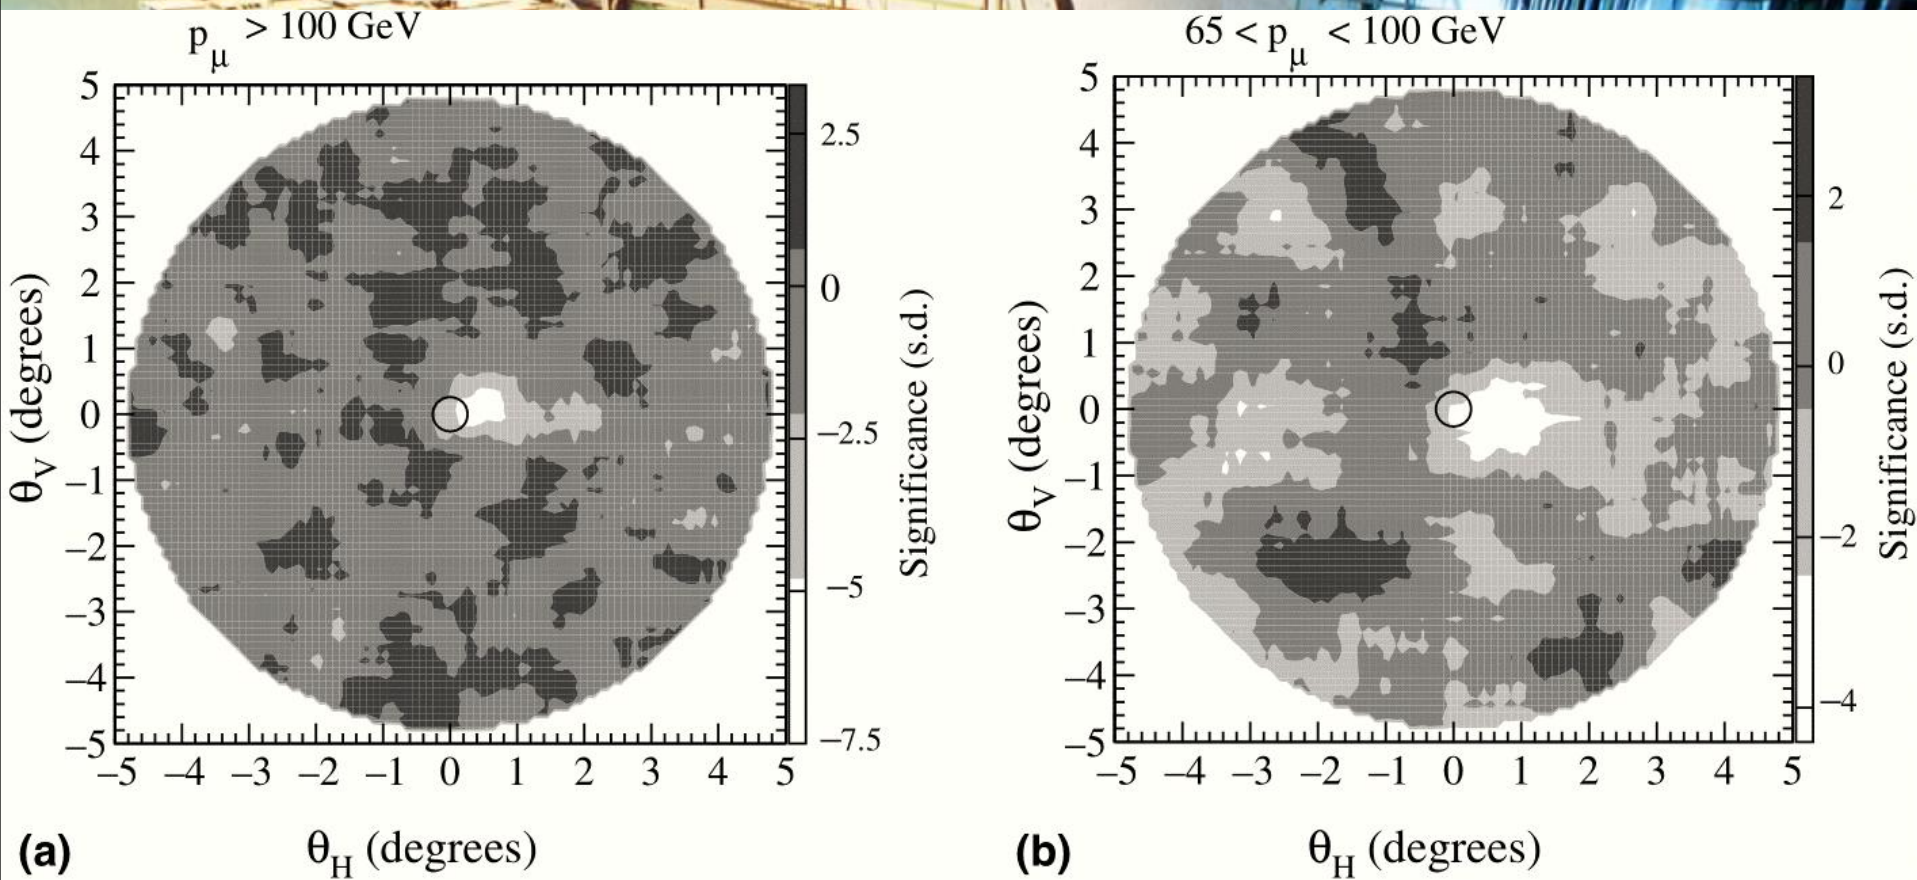 p_μ > 100 GeV
5
4
3
2
1
0
−1
−2
−3
−4
−5
−5 −4 −3 −2 −1 0 1 2 3 4 5
θ_V (degrees)
θ_H (degrees)
2.5
0
−2.5
−5
−7.5
Significance (s.d.)
(a)
65 < p_μ < 100 GeV
5
4
3
2
1
0
−1
−2
−3
−4
−5
−5 −4 −3 −2 −1 0 1 2 3 4 5
θ_V (degrees)
θ_H (degrees)
2
0
−2
−4
Significance (s.d.)
(b)